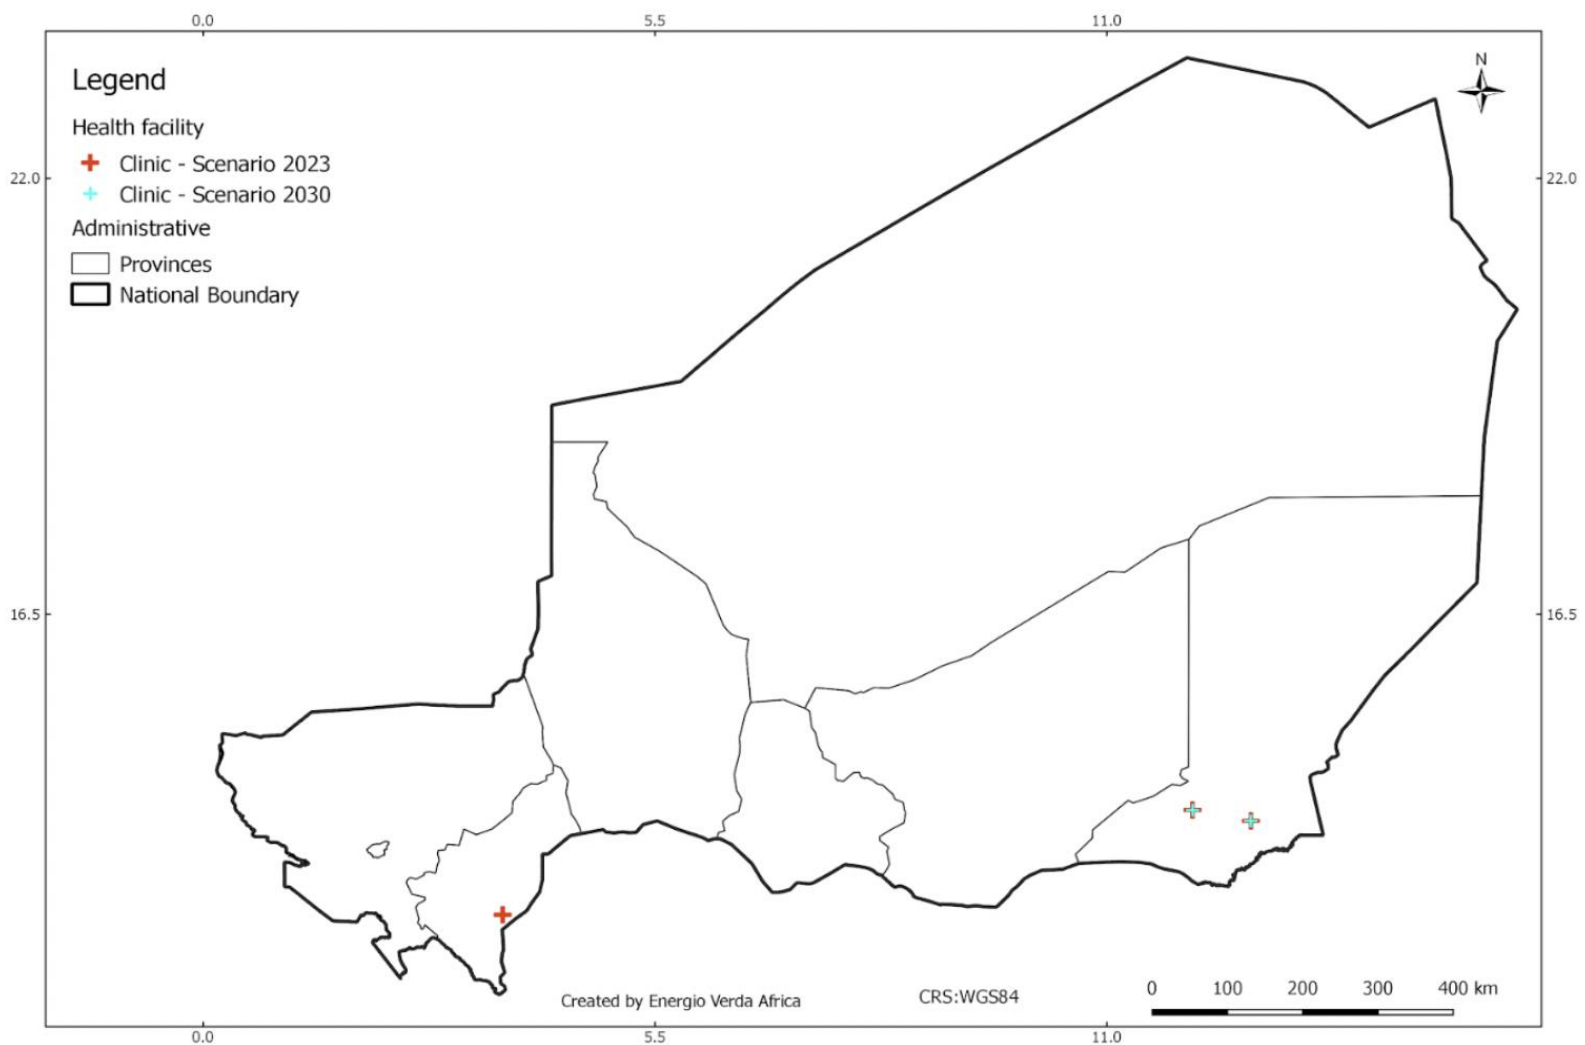 0.0 5.5 11.0
Legend
N
Health facility
Clinic - Scenario 2023
22.0 22.0
Clinic - Scenario 2030
Administrative
Provinces
National Boundary
16.5 16.5
0 100 200 300 400 km
Created by Energio Verda Africa CRS:WGS84
0.0 5.5 11.0